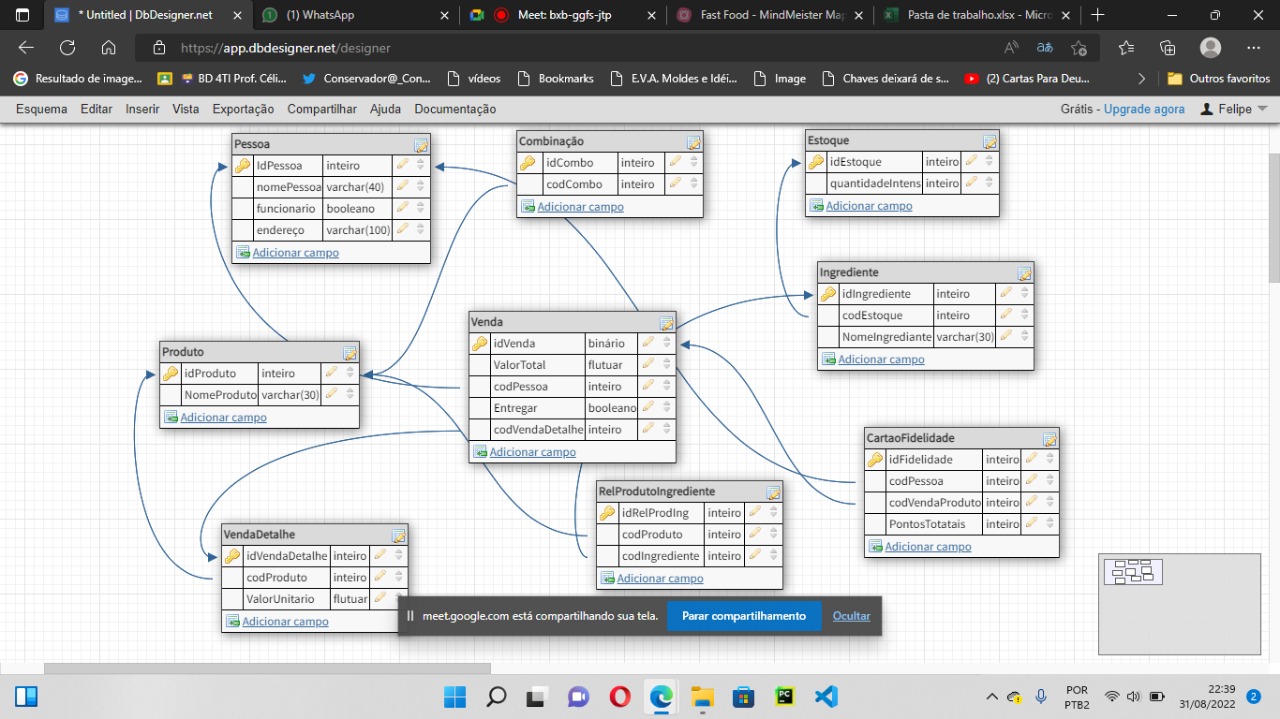 * Untitled | DbDesigner.net
(1) WhatsApp
Meet: bxb-ggfs-jtp
Fast Food - MindMeister Ma
Pasta de trabalho.xlsx - Micro
https://app.dbdesigner.net/designer
Resultado de image...
BD 4TI Prof. Céli...
Conservador@_Con...
vídeos
Bookmarks
E.V.A. Moldes e Idéi...
Image
Chaves deixará de s...
(2) Cartas Para Deu...
Outros favoritos
Esquema Editar Inserir Vista Exportação Compartilhar Ajuda Documentação
Grátis - Upgrade agora
Felipe
Pessoa
IdPessoa inteiro
nomePessoa varchar(40)
funcionario booleano
endereço varchar(100)
Adicionar campo
Combinação
idCombo inteiro
codCombo inteiro
Adicionar campo
Estoque
idEstoque inteiro
quantidadeIntens inteiro
Adicionar campo
Ingrediente
idIngrediente inteiro
codEstoque inteiro
NomeIngrediante varchar(30)
Adicionar campo
Venda
idVenda binário
ValorTotal flutuar
codPessoa inteiro
Entregar booleano
codVendaDetalhe inteiro
Adicionar campo
Produto
idProduto inteiro
NomeProduto varchar(30)
Adicionar campo
CartaoFidelidade
idFidelidade inteiro
codPessoa inteiro
codVendaProduto inteiro
PontosTotatais inteiro
Adicionar campo
RelProdutoIngrediente
idRelProdIng inteiro
codProduto inteiro
codIngrediente inteiro
Adicionar campo
VendaDetalhe
idVendaDetalhe inteiro
codProduto inteiro
ValorUnitario flutuar
Adicionar campo
meet.google.com está compartilhando sua tela.
Parar compartilhamento
Ocultar
POR
PTB2
22:39
31/08/2022
2